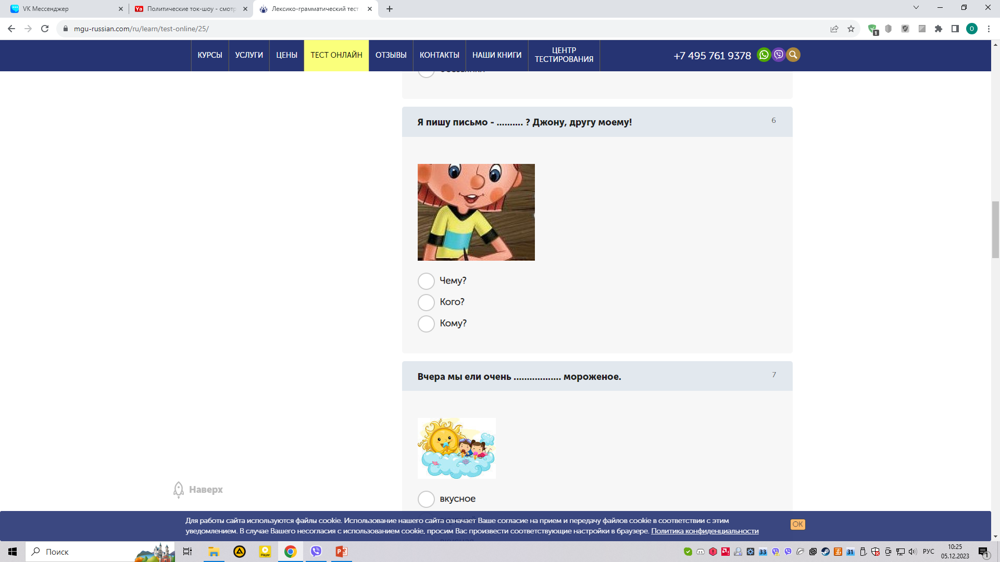 VK Мессенджер
Политические ток-шоу - смотр
Лексико-грамматический тест
mgu-russian.com/ru/learn/test-online/25/
1
O
КУРСЫ
УСЛУГИ
ЦЕНЫ
ТЕСТ ОНЛАЙН
ОТЗЫВЫ
КОНТАКТЫ
НАШИ КНИГИ
ЦЕНТР
ТЕСТИРОВАНИЯ
+7 495 761 9378
Я пишу письмо - .......... ? Джону, другу моему!
6
Чему?
Кого?
Кому?
Вчера мы ели очень .................. мороженое.
7
вкусное
Наверх
Для работы сайта используются файлы cookie. Использование нашего сайта означает Ваше согласие на прием и передачу файлов cookie в соответствии с этим
уведомлением. В случае Вашего несогласия с использованием cookie, просим Вас произвести соответствующие настройки в браузере. Политика конфиденциальности
OK
Поиск
Player
33
31
РУС
10:25
05.12.2023
1